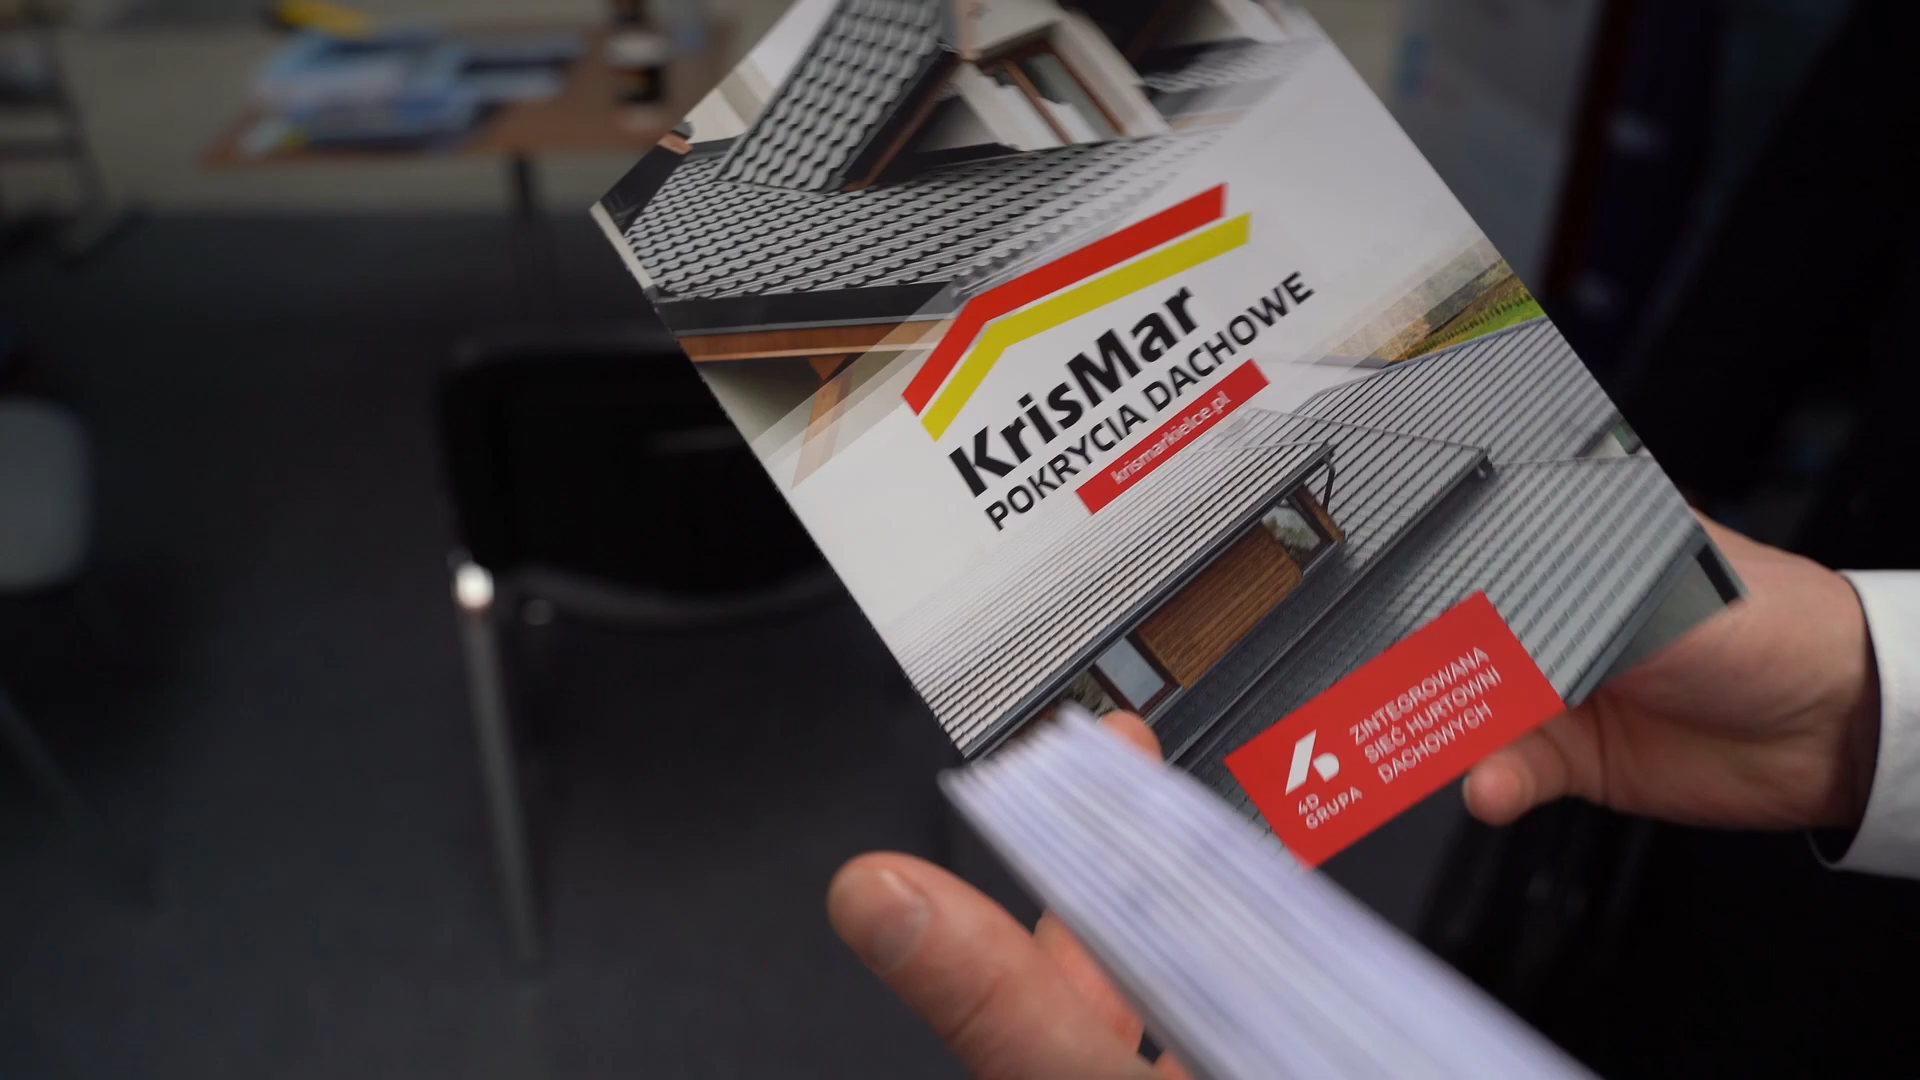 KrisMar
POKRYCIA DACHOWE
krismarkielce.pl
4D
GRUPA
ZINTEGROWANA
SIEĆ HURTOWNI
DACHOWYCH